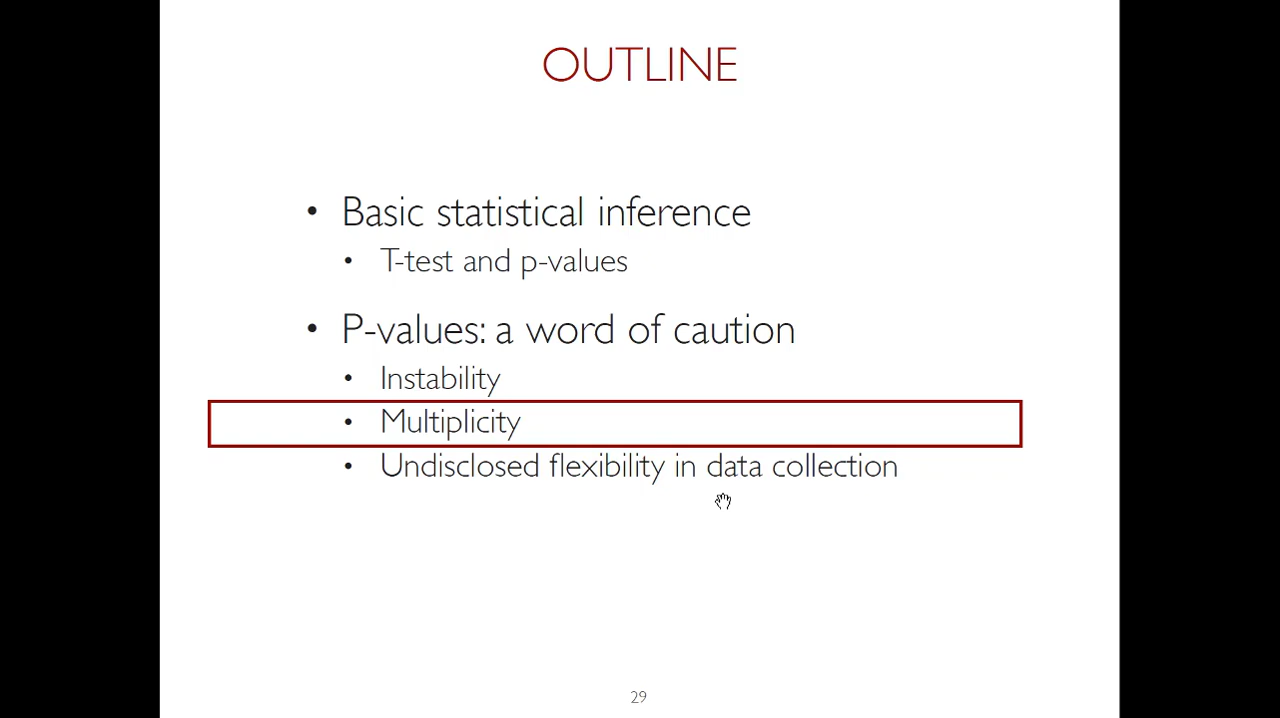 OUTLINE
• Basic statistical inference
• T-test and p-values
• P-values: a word of caution
• Instability
• Multiplicity
• Undisclosed flexibility in data collection
29